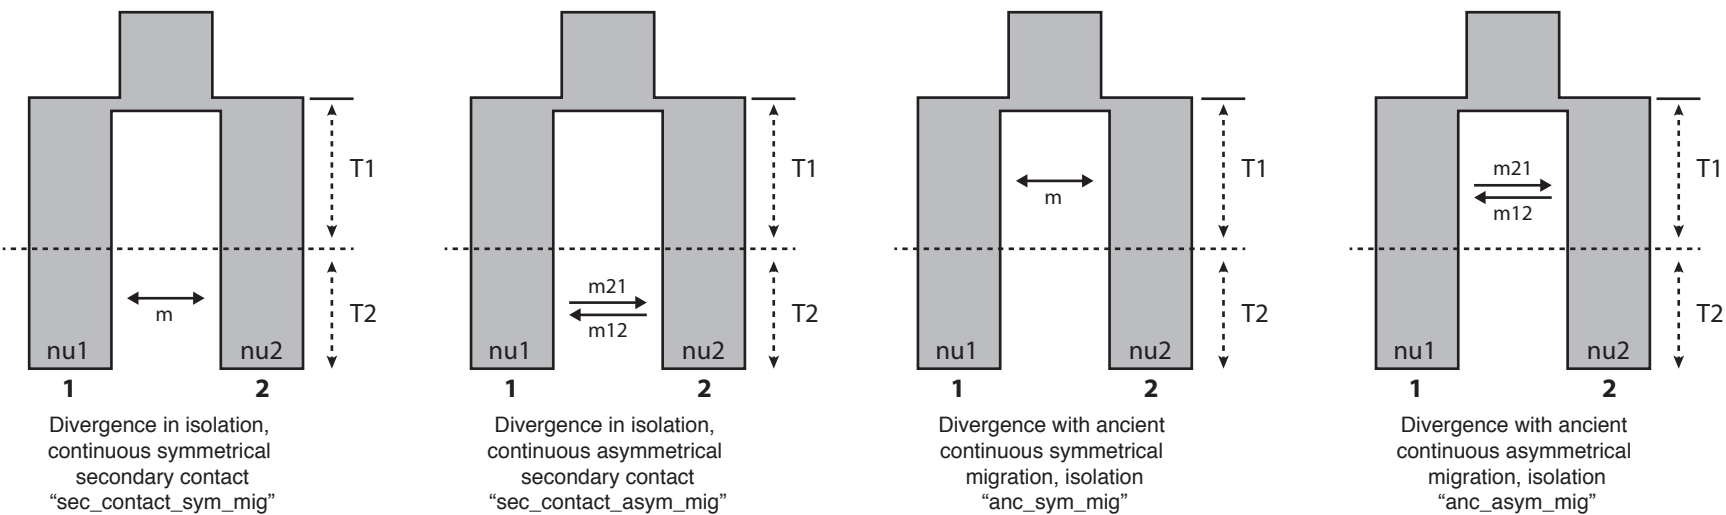 T1
m
T2
nu1
nu2
1
2
Divergence in isolation,
continuous symmetrical
secondary contact
“sec_contact_sym_mig”
T1
m21
m12
T2
nu1
nu2
1
2
Divergence in isolation,
continuous asymmetrical
secondary contact
“sec_contact_asym_mig”
T1
m
T2
nu1
nu2
1
2
Divergence with ancient
continuous symmetrical
migration, isolation
“anc_sym_mig”
T1
m21
m12
T2
nu1
nu2
1
2
Divergence with ancient
continuous asymmetrical
migration, isolation
“anc_asym_mig”